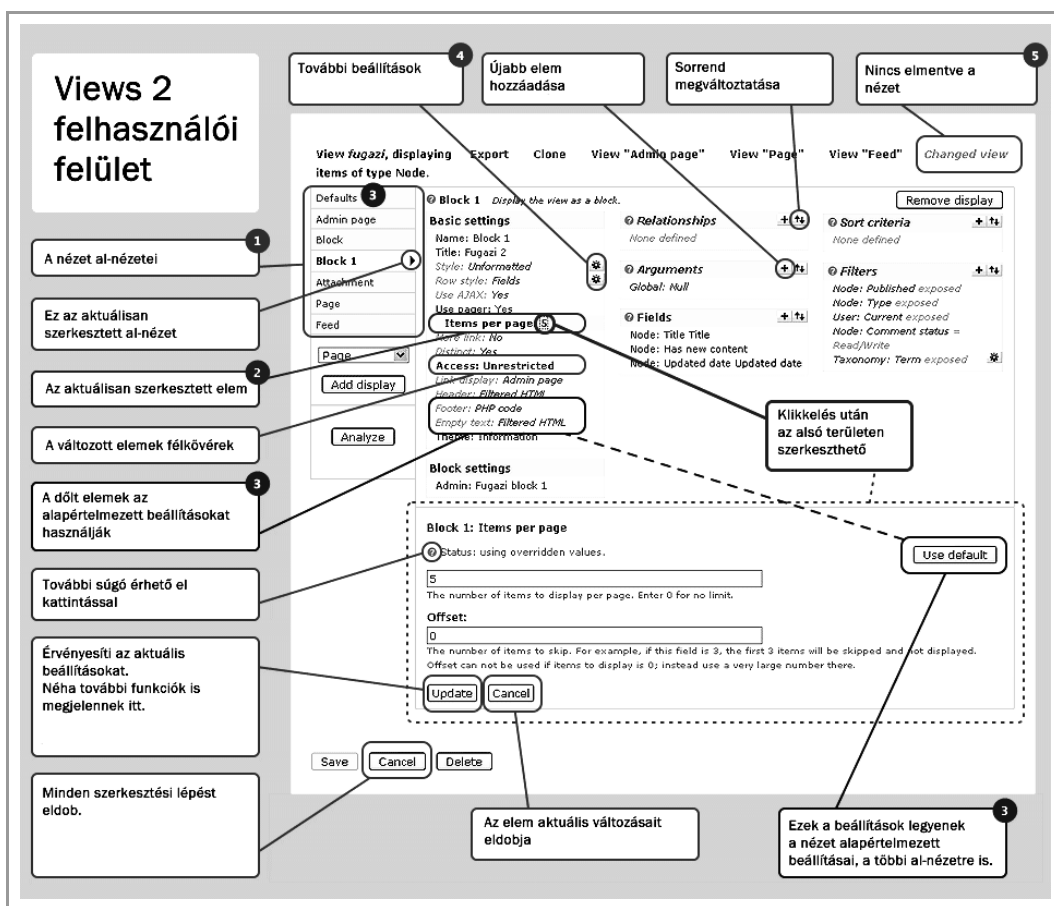 Views 2
felhasználói
felület
További beállítások
4
Újabb elem
hozzáadása
Sorrend
megváltoztatása
Nincs elmentve a
nézet
5
View fugazi, displaying
items of type Node.
Export
Clone
View "Admin page"
View "Page"
View "Feed"
Changed view
Defaults
3
Admin page
Block
Block 1
Attachment
Page
Feed
Page
Add display
Analyze
Block 1 Display the view as a block.
Remove display
Basic settings
Name: Block 1
Title: Fugazi 2
Style: Unformatted
Row style: Fields
Use AJAX: Yes
Use pager: Yes
Items per page: 5
More link: No
Distinct: Yes
Access: Unrestricted
Link display: Admin page
Header: Filtered HTML
Footer: PHP code
Empty text: Filtered HTML
Theme: Information
Block settings
Admin: Fugazi block 1
Relationships
None defined
Arguments
Global: Null
Fields
Node: Title Title
Node: Has new content
Node: Updated date Updated date
Sort criteria
None defined
Filters
Node: Published exposed
Node: Type exposed
User: Current exposed
Node: Comment status =
Read/Write
Taxonomy: Term exposed
1
A nézet al-nézetei
Ez az aktuálisan
szerkesztett al-nézet
2
Az aktuálisan szerkesztett elem
A változott elemek félkövérek
3
A dőlt elemek az
alapértelmezett beállításokat
használják
További súgó érhető el
kattintással
Érvényesíti az aktuális
beállításokat.
Néha további funkciók is
megjelennek itt.
Minden szerkesztési lépést
eldob.
Klikkelés után
az alsó területen
szerkeszthető
Block 1: Items per page
Status: using overridden values.
Use default
5
The number of items to display per page. Enter 0 for no limit.
Offset:
0
The number of items to skip. For example, if this field is 3, the first 3 items will be skipped and not displayed.
Offset can not be used if items to display is 0; instead use a very large number there.
Update
Cancel
Save
Cancel
Delete
Az elem aktuális változásait
eldobja
3
Ezek a beállítások legyenek
a nézet alapértelmezett
beállításai, a többi al-nézetre is.